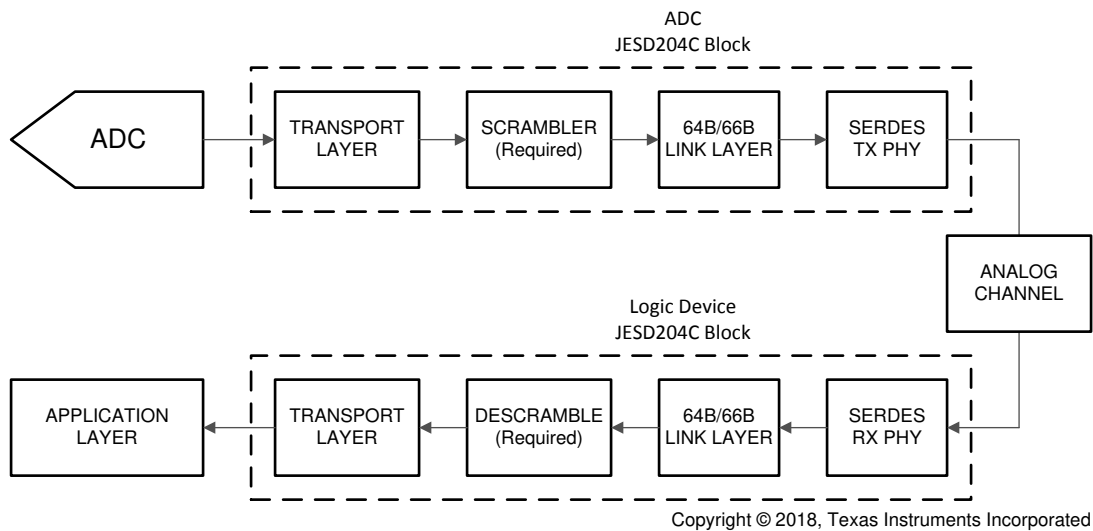 ADC
JESD204C Block
ADC
TRANSPORT
LAYER
SCRAMBLER
(Required)
64B/66B
LINK LAYER
SERDES
TX PHY
ANALOG
CHANNEL
Logic Device
JESD204C Block
APPLICATION
LAYER
TRANSPORT
LAYER
DESCRAMBLE
(Required)
64B/66B
LINK LAYER
SERDES
RX PHY
Copyright © 2018, Texas Instruments Incorporated